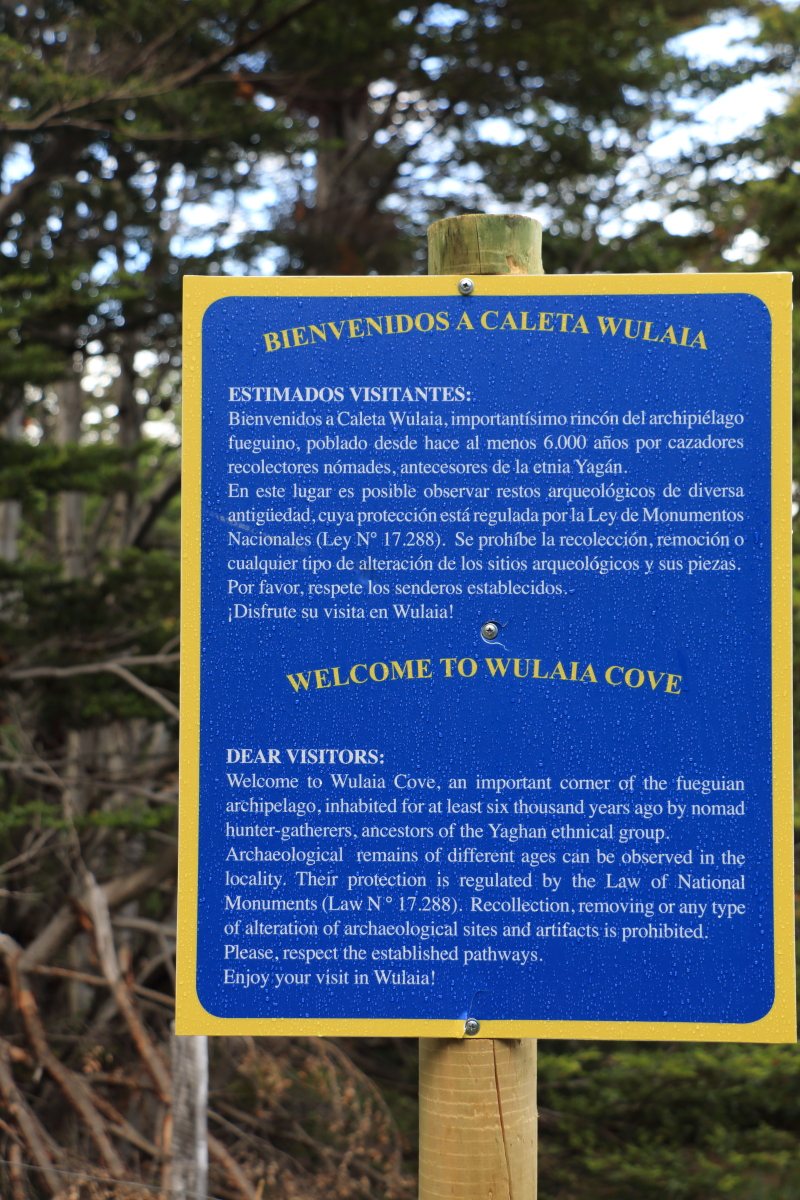 BIENVENIDOS A CALETA WULAIA
ESTIMADOS VISITANTES:
Bienvenidos a Caleta Wulaia, importantísimo rincón del archipiélago
fueguino, poblado desde hace al menos 6.000 años por cazadores
recolectores nómades, antecesores de la etnia Yagán.
En este lugar es posible observar restos arqueológicos de diversa
antigüedad, cuya protección está regulada por la Ley de Monumentos
Nacionales (Ley N° 17.288). Se prohíbe la recolección, remoción o
cualquier tipo de alteración de los sitios arqueológicos y sus piezas.
Por favor, respete los senderos establecidos.
¡Disfrute su visita en Wulaia!
WELCOME TO WULAIA COVE
DEAR VISITORS:
Welcome to Wulaia Cove, an important corner of the fueguian
archipelago, inhabited for at least six thousand years ago by nomad
hunter-gatherers, ancestors of the Yaghan ethnical group.
Archaeological remains of different ages can be observed in the
locality. Their protection is regulated by the Law of National
Monuments (Law N° 17.288). Recollection, removing or any type
of alteration of archaeological sites and artifacts is prohibited.
Please, respect the established pathways.
Enjoy your visit in Wulaia!